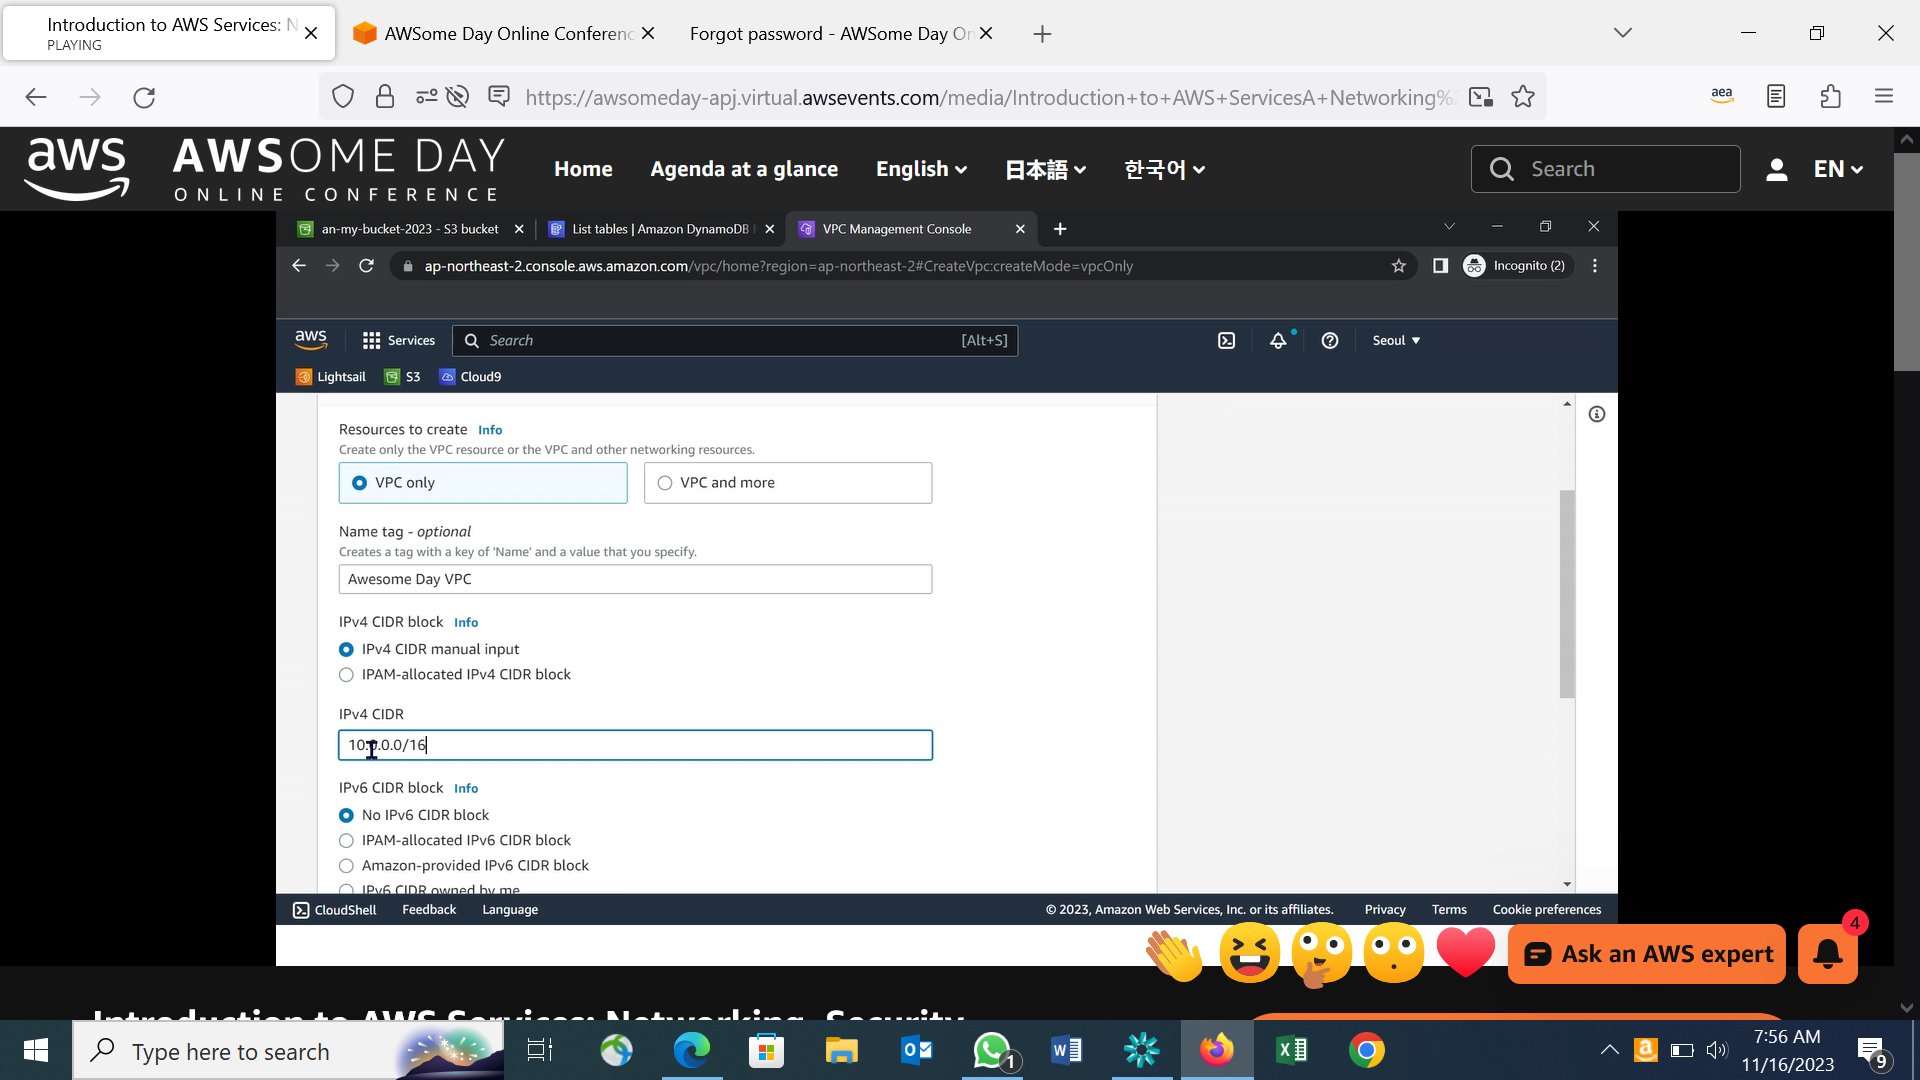 Introduction to AWS Services: N
PLAYING
AWSome Day Online Conferenc
Forgot password - AWSome Day On
https://awsomeday-apj.virtual.awsevents.com/media/Introduction+to+AWS+ServicesA+Networking%2
aea
aws
AWSOME DAY
ONLINE CONFERENCE
Home
Agenda at a glance
English
日本語
한국어
Search
EN
an-my-bucket-2023 - S3 bucket
List tables | Amazon DynamoDB
VPC Management Console
ap-northeast-2.console.aws.amazon.com/vpc/home?region=ap-northeast-2#CreateVpc:createMode=vpcOnly
Incognito (2)
aws
Services
Search
[Alt+S]
Seoul
Lightsail
S3
Cloud9
Resources to create Info
Create only the VPC resource or the VPC and other networking resources.
VPC only
VPC and more
Name tag - optional
Creates a tag with a key of 'Name' and a value that you specify.
Awesome Day VPC
IPv4 CIDR block Info
IPv4 CIDR manual input
IPAM-allocated IPv4 CIDR block
IPv4 CIDR
10.0.0.0/16
IPv6 CIDR block Info
No IPv6 CIDR block
IPAM-allocated IPv6 CIDR block
Amazon-provided IPv6 CIDR block
IPv6 CIDR owned by me
CloudShell
Feedback
Language
© 2023, Amazon Web Services, Inc. or its affiliates.
Privacy
Terms
Cookie preferences
Ask an AWS expert
4
Introduction to AWS Services: Networking, Security
Type here to search
1
7:56 AM
11/16/2023
9